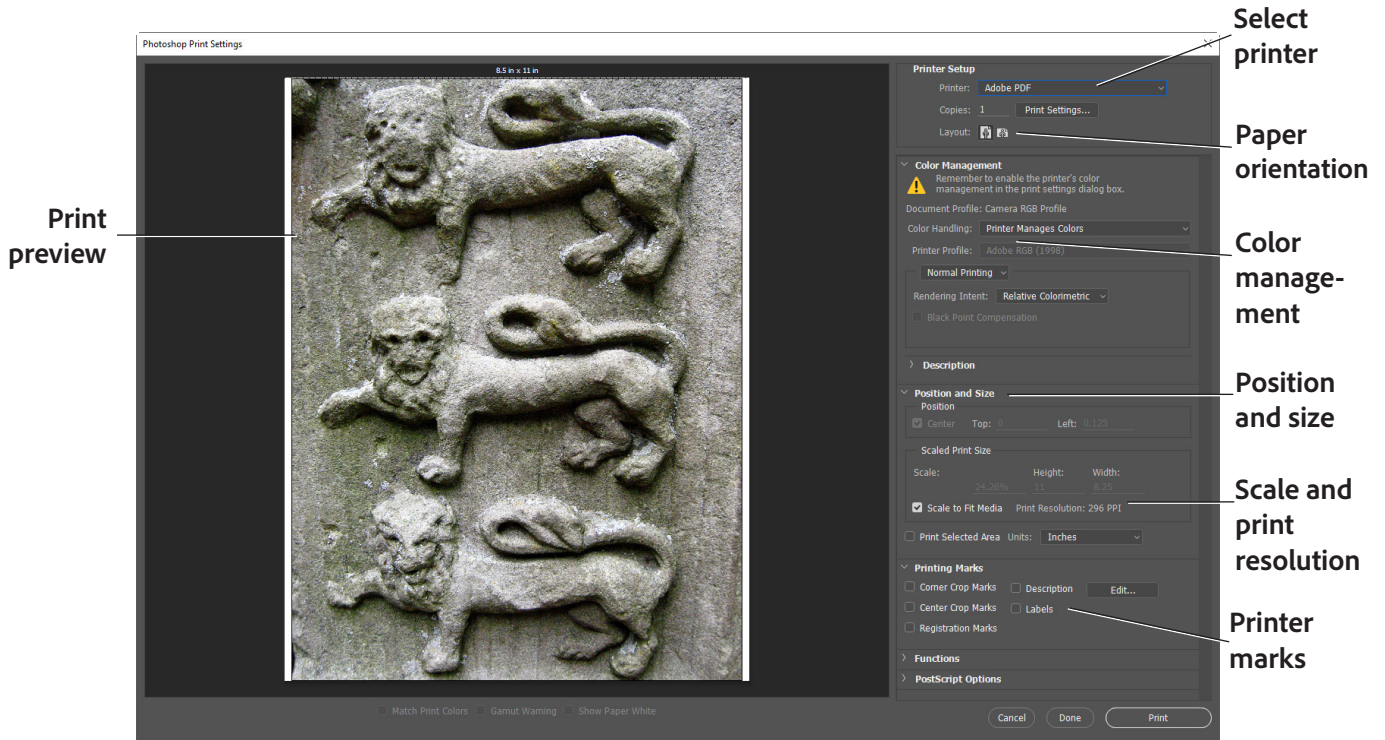 Select
printer
Photoshop Print Settings
8.5 in x 11 in
Printer Setup
Printer: Adobe PDF
Copies: 1 Print Settings...
Layout:
Paper
orientation
Color Management
Remember to enable the printer's color
management in the print settings dialog box.
Document Profile: Camera RGB Profile
Color Handling: Printer Manages Colors
Printer Profile: Adobe RGB (1998)
Normal Printing
Rendering Intent: Relative Colorimetric
Black Point Compensation
Description
Print
preview
Color
manage-
ment
Position and Size
Position
Center Top: 0 Left: 0.125
Scaled Print Size
Scale: Height: Width:
24.26% 11 8.25
Scale to Fit Media Print Resolution: 296 PPI
Print Selected Area Units: Inches
Position
and size
Scale and
print
resolution
Printing Marks
Corner Crop Marks Description Edit...
Center Crop Marks Labels
Registration Marks
Functions
PostScript Options
Printer
marks
Match Print Colors Gamut Warning Show Paper White
Cancel Done Print